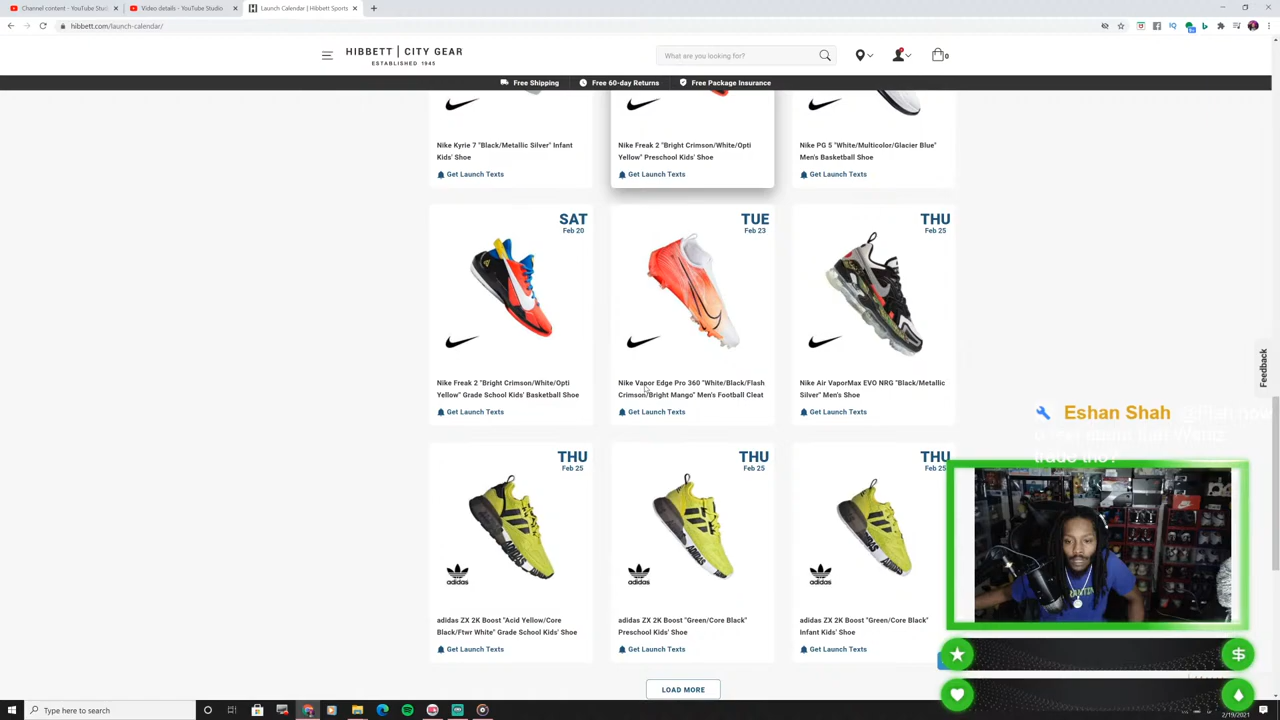 Channel content - YouTube Stu
Video details - YouTube Studio
Launch Calendar | Hibbett Sports
hibbett.com/launch-calendar/
HIBBETT | CITY GEAR
ESTABLISHED 1945
What are you looking for?
0
Free Shipping
Free 60-day Returns
Free Package Insurance
Nike Kyrie 7 "Black/Metallic Silver" Infant
Kids' Shoe
Get Launch Texts
Nike Freak 2 "Bright Crimson/White/Opti
Yellow" Preschool Kids' Shoe
Get Launch Texts
Nike PG 5 "White/Multicolor/Glacier Blue"
Men's Basketball Shoe
Get Launch Texts
SAT
Feb 20
Nike Freak 2 "Bright Crimson/White/Opti
Yellow" Grade School Kids' Basketball Shoe
Get Launch Texts
TUE
Feb 23
Nike Vapor Edge Pro 360 "White/Black/Flash
Crimson/Bright Mango" Men's Football Cleat
Get Launch Texts
THU
Feb 25
Nike Air VaporMax EVO NRG "Black/Metallic
Silver" Men's Shoe
Get Launch Texts
THU
Feb 25
adidas
adidas ZX 2K Boost "Acid Yellow/Core
Black/Ftwr White" Grade School Kids' Shoe
Get Launch Texts
THU
Feb 25
adidas
adidas ZX 2K Boost "Green/Core Black"
Preschool Kids' Shoe
Get Launch Texts
THU
Feb 25
adidas
adidas ZX 2K Boost "Green/Core Black"
Infant Kids' Shoe
Get Launch Texts
LOAD MORE
Feedback
Eshan Shah
now
trade tho?
Type here to search
2/19/2021